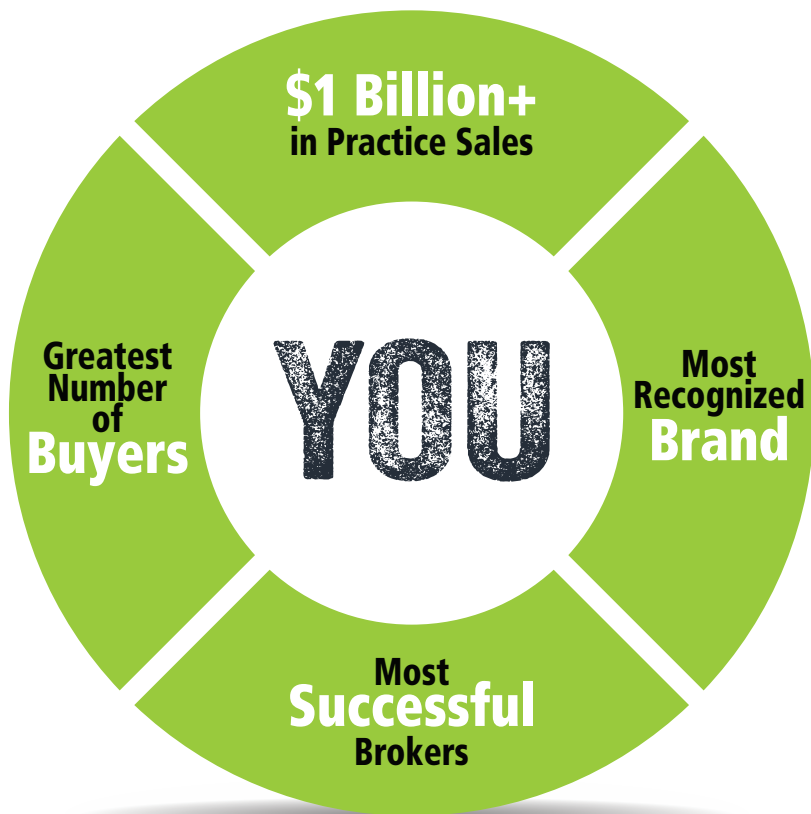 $1 Billion+
in Practice Sales
Greatest
Number
of
Buyers
YOU
Most
Recognized
Brand
Most
Successful
Brokers